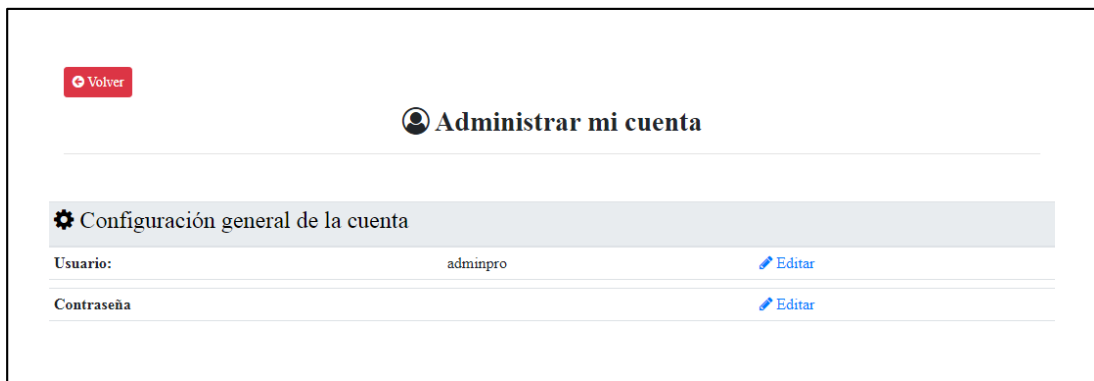 Volver
Administrar mi cuenta
Configuración general de la cuenta
Usuario: adminpro Editar
Contraseña Editar